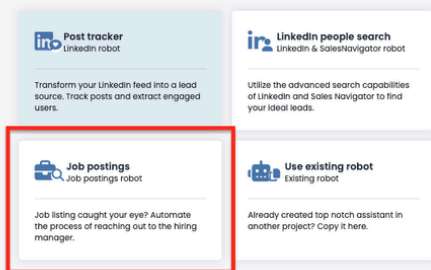 Post tracker
LinkedIn robot
Transform your LinkedIn feed into a lead
source. Track posts and extract engaged
users.
LinkedIn people search
LinkedIn & SalesNavigator robot
Utilize the advanced search capabilities
of LinkedIn and Sales Navigator to find
your ideal leads.
Job postings
Job postings robot
Job listing caught your eye? Automate
the process of reaching out to the hiring
manager.
Use existing robot
Existing robot
Already created top notch assistant in
another project? Copy it here.